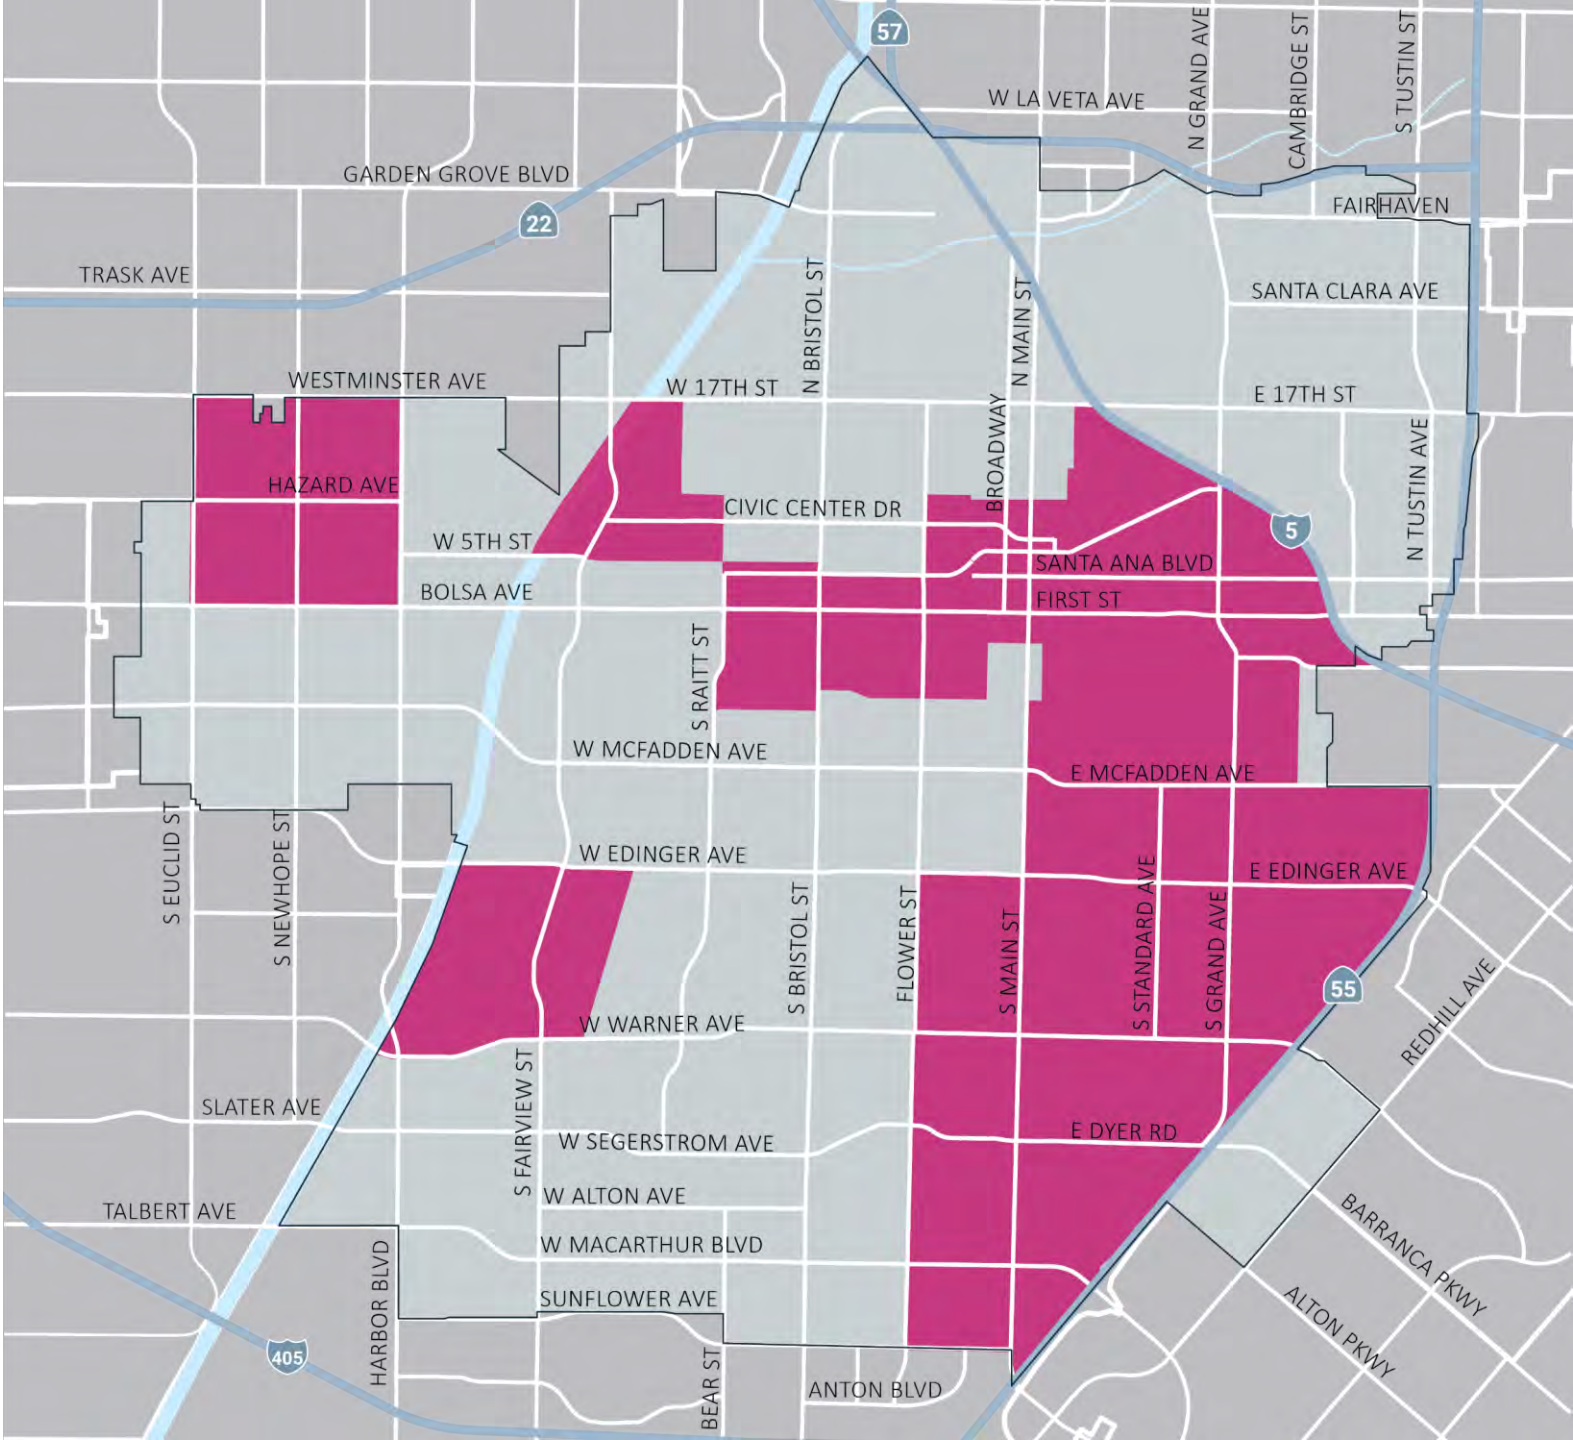 57
N GRAND AVE
CAMBRIDGE ST
S TUSTIN ST
W LA VETA AVE
GARDEN GROVE BLVD
22
FAIRHAVEN
TRASK AVE
SANTA CLARA AVE
N BRISTOL ST
N MAIN ST
WESTMINSTER AVE
W 17TH ST
E 17TH ST
BROADWAY
N TUSTIN AVE
HAZARD AVE
CIVIC CENTER DR
5
W 5TH ST
SANTA ANA BLVD
BOLSA AVE
FIRST ST
S RAITT ST
W MCFADDEN AVE
E MCFADDEN AVE
S EUCLID ST
S NEWHOPE ST
W EDINGER AVE
E EDINGER AVE
S BRISTOL ST
FLOWER ST
S MAIN ST
S STANDARD AVE
S GRAND AVE
55
REDHILL AVE
W WARNER AVE
S FAIRVIEW ST
SLATER AVE
W SEGERSTROM AVE
E DYER RD
W ALTON AVE
TALBERT AVE
W MACARTHUR BLVD
BARRANCA PKWY
HARBOR BLVD
SUNFLOWER AVE
ALTON PKWY
405
BEAR ST
ANTON BLVD